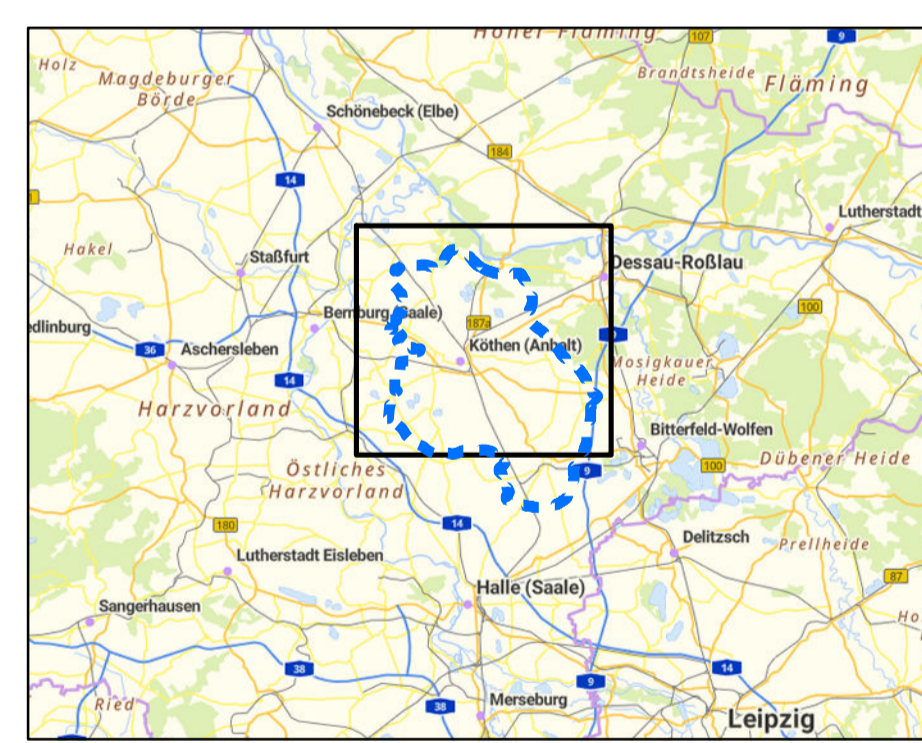 Hoher Fläming
107
9
Holz
Magdeburger
Börde
Brandtsheide
Fläming
Schönebeck (Elbe)
184
14
Lutherstadt
Hakel
Staßfurt
Dessau-Roßlau
100
Bernburg (Saale)
187a
edlinburg
36
Aschersleben
Köthen (Anhalt)
Mosigkauer
Heide
14
Harzvorland
Bitterfeld-Wolfen
Östliches
Harzvorland
9
100
Dübener Heide
180
14
Delitzsch
Prellheide
Lutherstadt Eisleben
87
Halle (Saale)
Sangerhausen
Ho
38
14
9
Ried
38
Merseburg
Leipzig